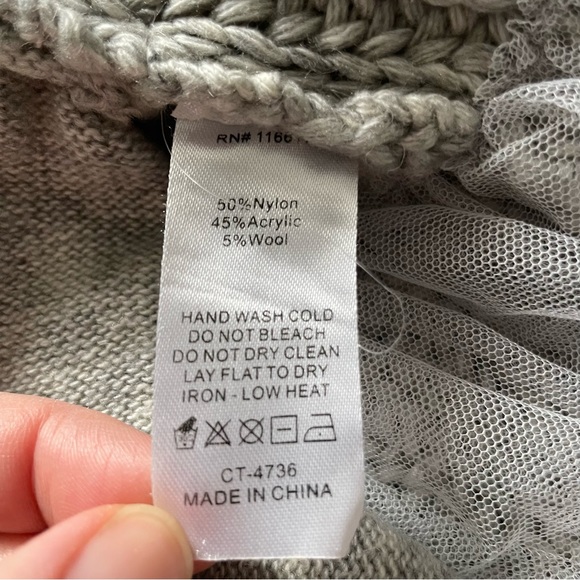 RN#
50%Nylon
45%Acrylic
5%Wool
HAND WASH COLD
DO NOT BLEACH
DO NOT DRY CLEAN
LAY FLAT TO DRY
IRON - LOW HEAT
CT-4736
MADE IN CHINA